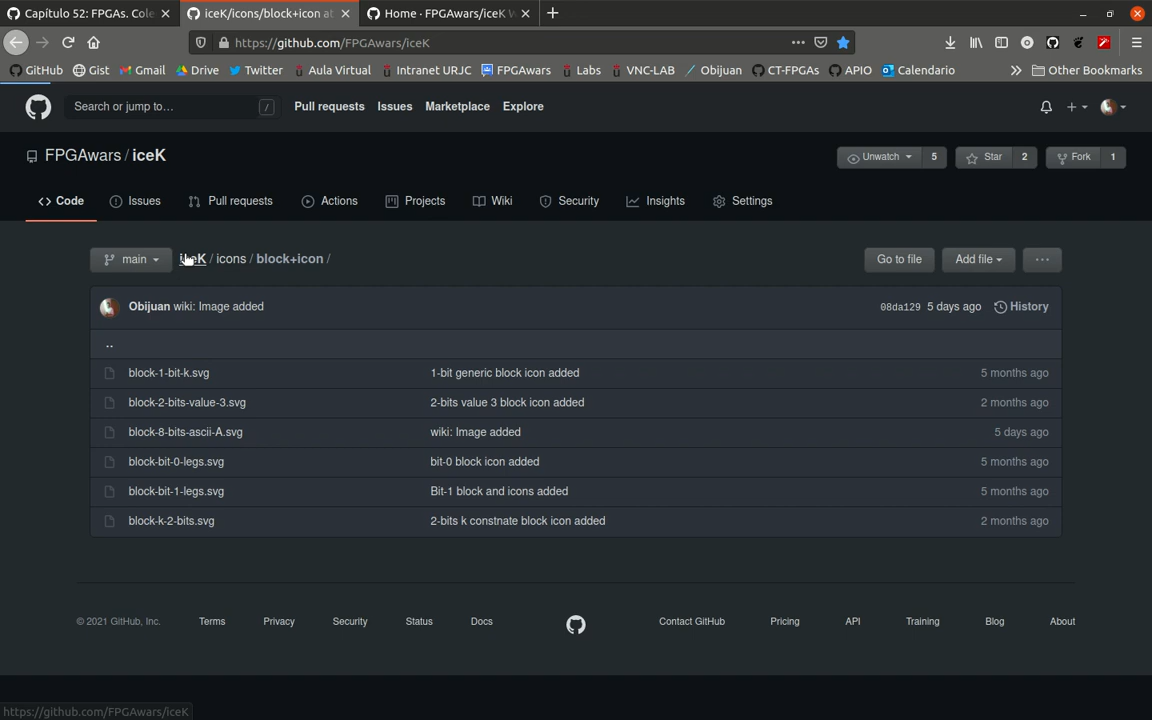 Capítulo 52: FPGAs. Cole
iceK/icons/block+icon at
Home · FPGAwars/iceK W
https://github.com/FPGAwars/iceK
GitHub Gist Gmail Drive Twitter Aula Virtual Intranet URJC FPGAwars Labs VNC-LAB Obijuan CT-FPGAs APIO Calendario Other Bookmarks
Search or jump to… / Pull requests Issues Marketplace Explore
FPGAwars / iceK Unwatch 5 Star 2 Fork 1
Code Issues Pull requests Actions Projects Wiki Security Insights Settings
main iceK / icons / block+icon / Go to file Add file ...
Obijuan wiki: Image added 08da129 5 days ago History
..
block-1-bit-k.svg 1-bit generic block icon added 5 months ago
block-2-bits-value-3.svg 2-bits value 3 block icon added 2 months ago
block-8-bits-ascii-A.svg wiki: Image added 5 days ago
block-bit-0-legs.svg bit-0 block icon added 5 months ago
block-bit-1-legs.svg Bit-1 block and icons added 5 months ago
block-k-2-bits.svg 2-bits k constnate block icon added 2 months ago
© 2021 GitHub, Inc. Terms Privacy Security Status Docs Contact GitHub Pricing API Training Blog About
https://github.com/FPGAwars/iceK